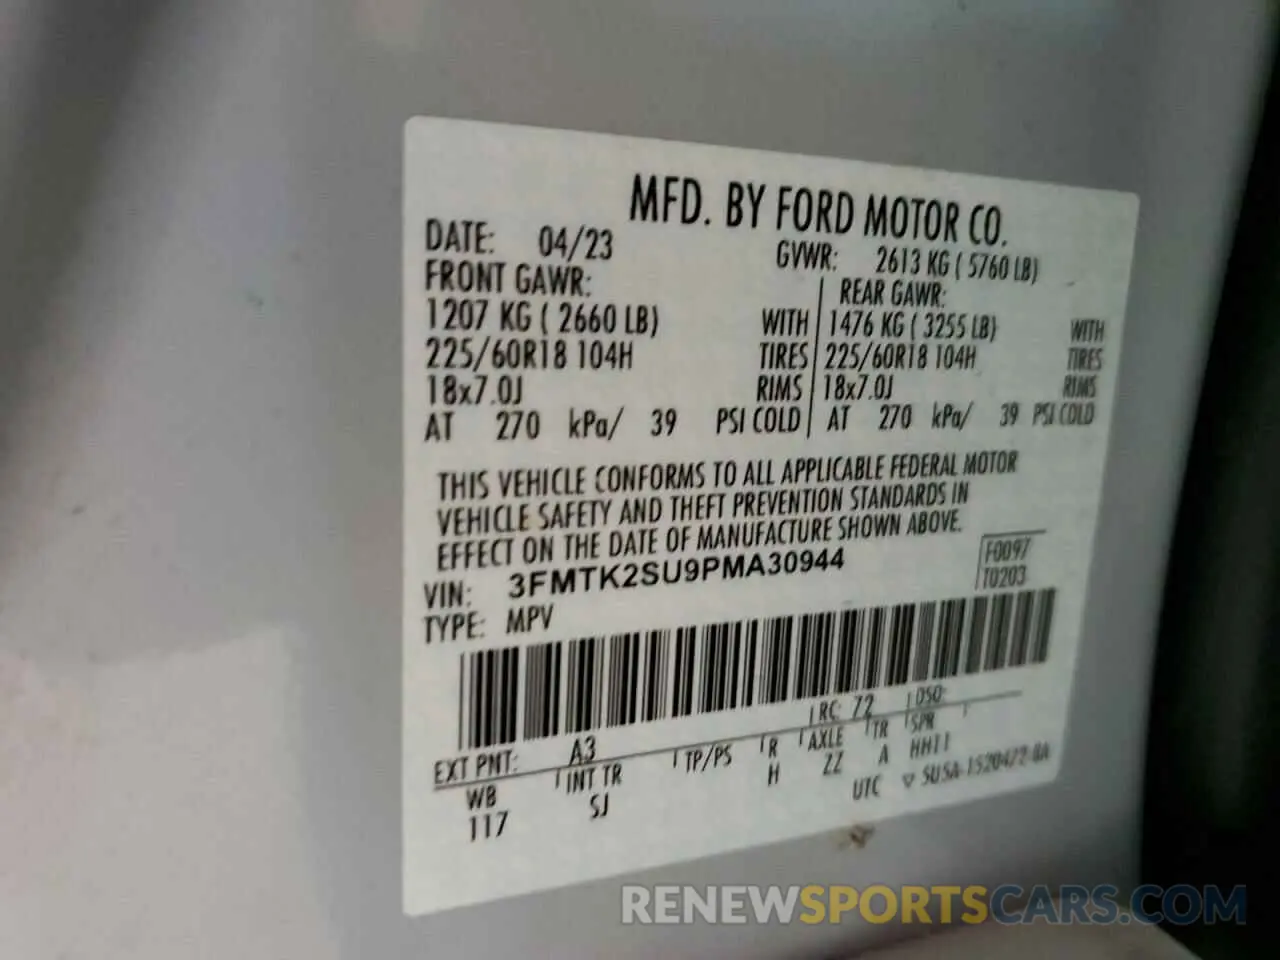 MFD. BY FORD MOTOR CO.
DATE: 04/23 GVWR: 2613 KG ( 5760 LB)
FRONT GAWR: REAR GAWR:
1207 KG ( 2660 LB) WITH 1476 KG ( 3255 LB) WITH
225/60R18 104H TIRES 225/60R18 104H TIRES
18x7.0J RIMS 18x7.0J RIMS
AT 270 kPa/ 39 PSI COLD AT 270 kPa/ 39 PSI COLD
THIS VEHICLE CONFORMS TO ALL APPLICABLE FEDERAL MOTOR
VEHICLE SAFETY AND THEFT PREVENTION STANDARDS IN
EFFECT ON THE DATE OF MANUFACTURE SHOWN ABOVE.
VIN: 3FMTK2SU9PMA30944 F0097
TYPE: MPV T0203
EXT PNT: A3 RC: 72 DSO:
WB INT TR TP/PS R AXLE TR SPR
117 SJ H ZZ A HH11
UTC
RENEWSPORTSCARS.COM